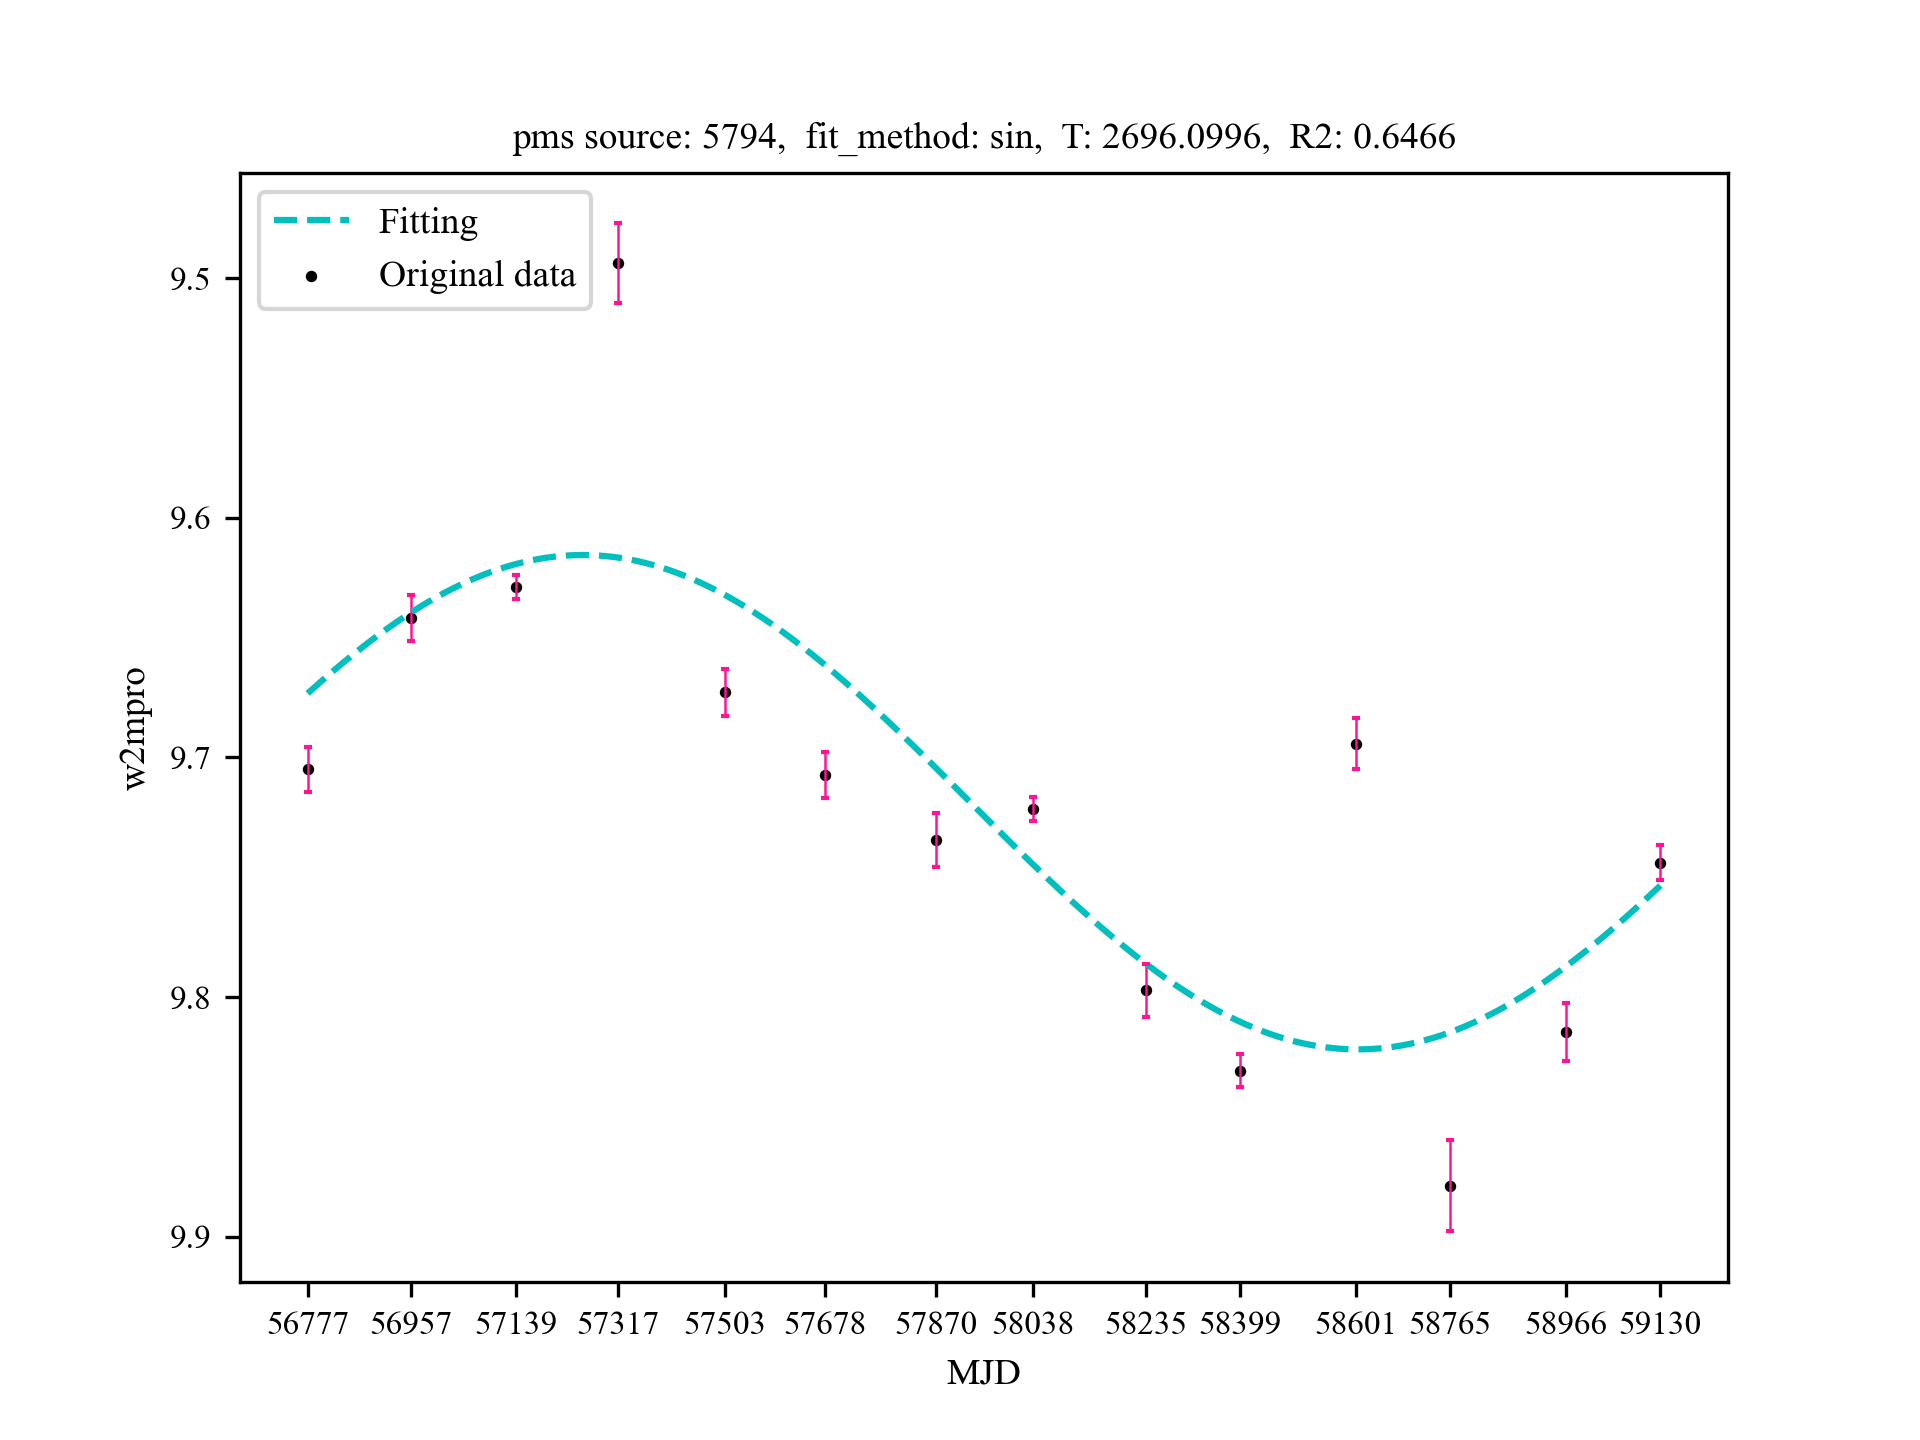 pms source: 5794,  fit_method: sin,  T: 2696.0996,  R2: 0.6466
Fitting
Original data
9.5
9.6
9.7
9.8
9.9
w2mpro
56777 56957 57139 57317 57503 57678 57870 58038 58235 58399 58601 58765 58966 59130
MJD